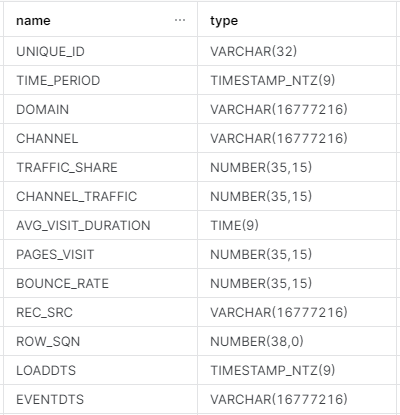 name ... type
UNIQUE_ID VARCHAR(32)
TIME_PERIOD TIMESTAMP_NTZ(9)
DOMAIN VARCHAR(16777216)
CHANNEL VARCHAR(16777216)
TRAFFIC_SHARE NUMBER(35,15)
CHANNEL_TRAFFIC NUMBER(35,15)
AVG_VISIT_DURATION TIME(9)
PAGES_VISIT NUMBER(35,15)
BOUNCE_RATE NUMBER(35,15)
REC_SRC VARCHAR(16777216)
ROW_SQN NUMBER(38,0)
LOADDTS TIMESTAMP_NTZ(9)
EVENTDTS VARCHAR(16777216)